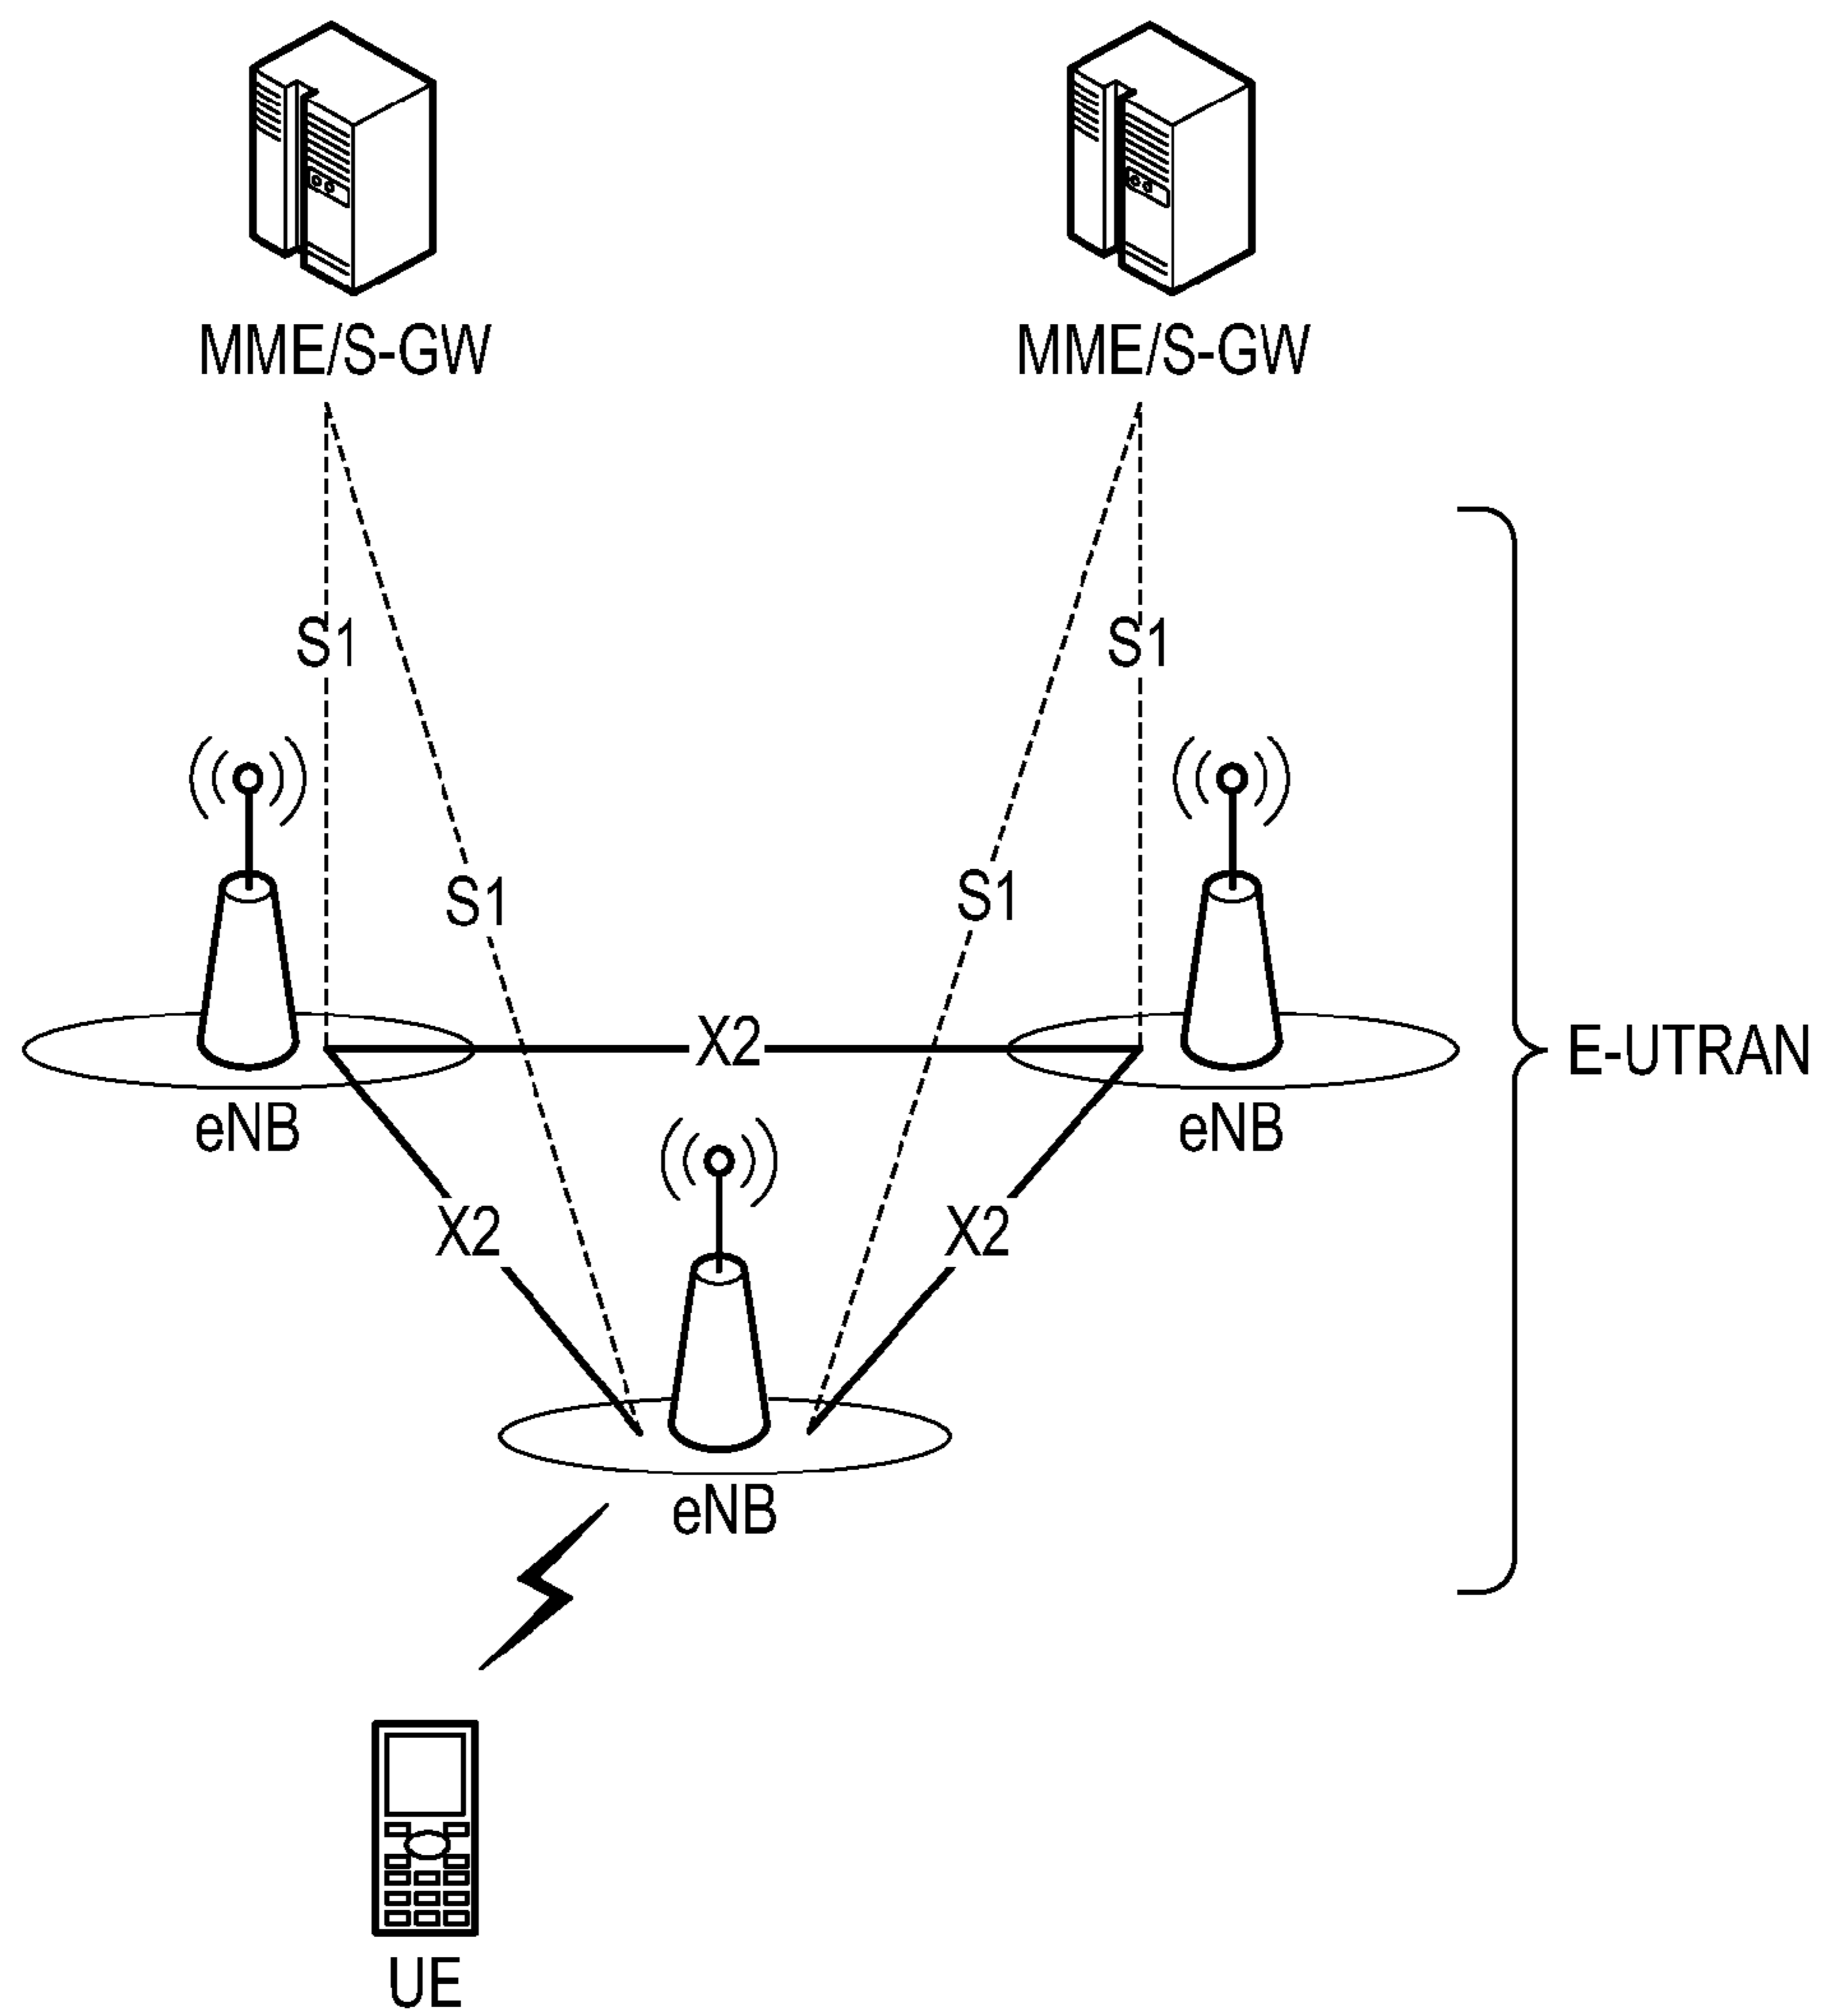 MME/S-GW
MME/S-GW
S1
S1
S1
S1
X2
E-UTRAN
eNB
eNB
X2
X2
eNB
UE